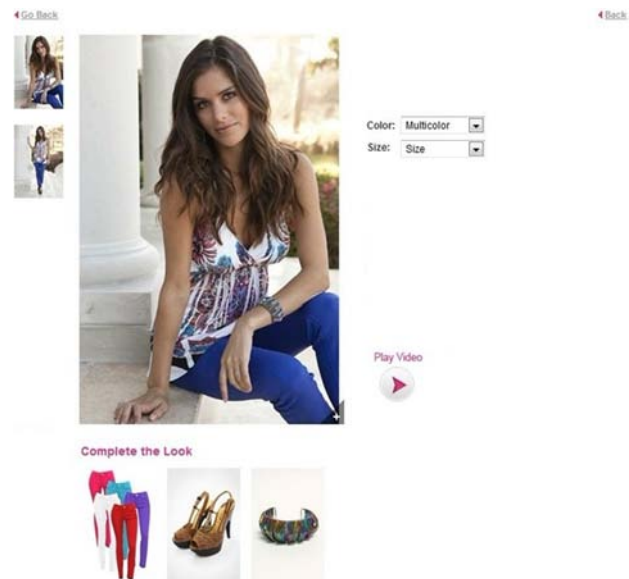 Go Back
Back
Color: Multicolor
Size: Size
Play Video
Complete the Look